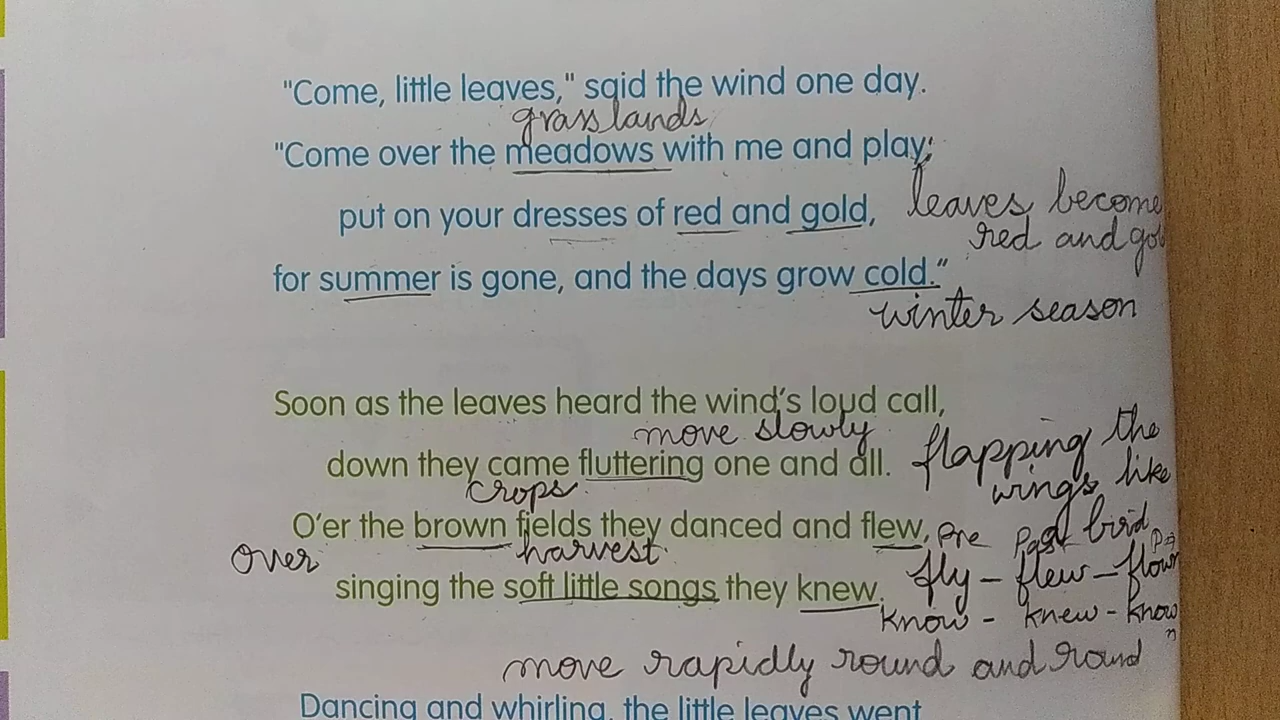 "Come, little leaves," said the wind one day.
grasslands
"Come over the meadows with me and play;
put on your dresses of red and gold,
leaves become
red and gol
for summer is gone, and the days grow cold."
winter season
Soon as the leaves heard the wind's loud call,
move slowly
down they came fluttering one and all.
flapping the
wings like
bird
crops
O'er the brown fields they danced and flew,
Over
harvest
pre past
fly - flew - flow
singing the soft little songs they knew.
know - knew - know
n
move rapidly round and round
Dancing and whirling, the little leaves went